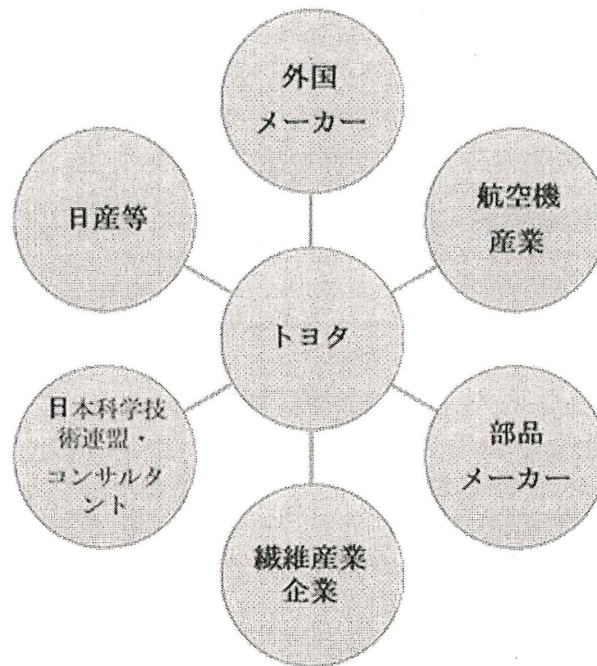 外国
メーカー
日産等
航空機
産業
トヨタ
日本科学技
術連盟・
コンサルタ
ント
部品
メーカー
繊維産業
企業